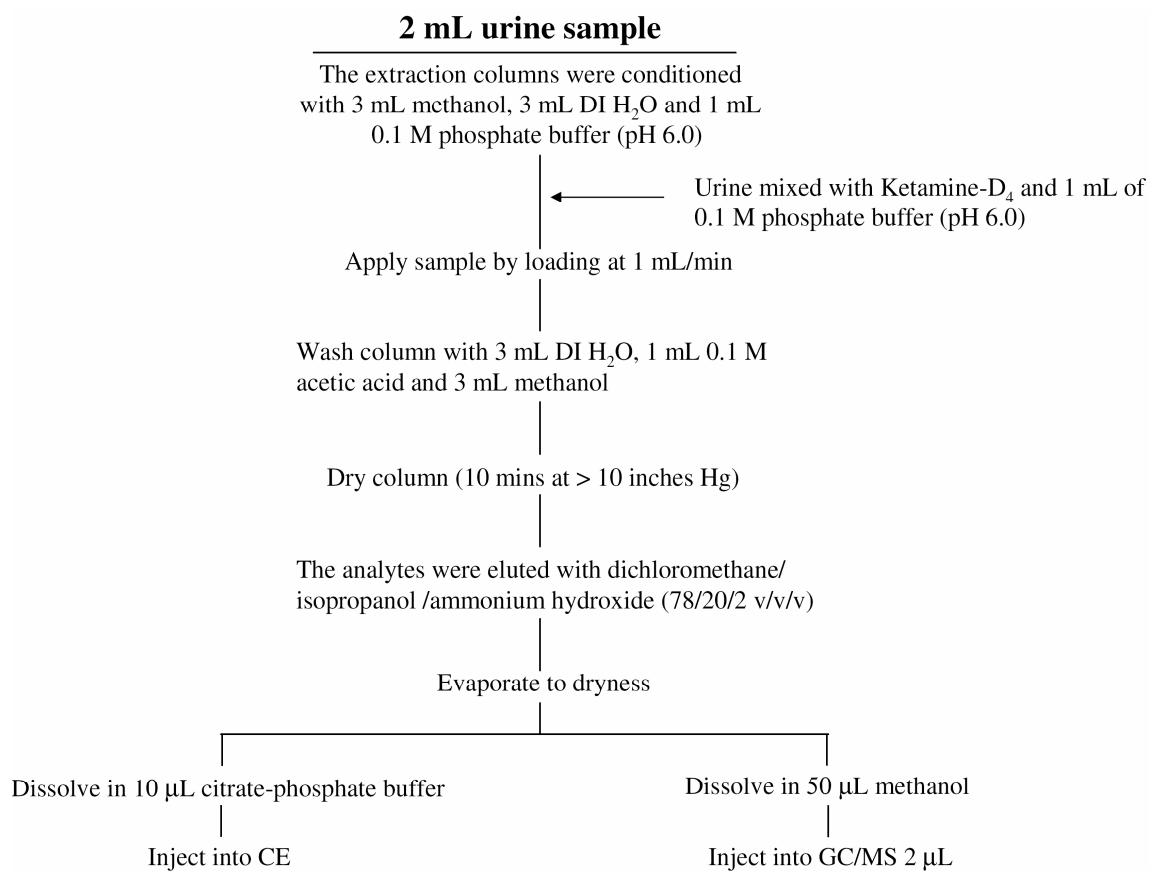 2 mL urine sample
The extraction columns were conditioned
with 3 mL mcthanol, 3 mL DI H₂O and 1 mL
0.1 M phosphate buffer (pH 6.0)
Urine mixed with Ketamine-D₄ and 1 mL of
0.1 M phosphate buffer (pH 6.0)
Apply sample by loading at 1 mL/min
Wash column with 3 mL DI H₂O, 1 mL 0.1 M
acetic acid and 3 mL methanol
Dry column (10 mins at > 10 inches Hg)
The analytes were eluted with dichloromethane/
isopropanol /ammonium hydroxide (78/20/2 v/v/v)
Evaporate to dryness
Dissolve in 10 μL citrate-phosphate buffer
Dissolve in 50 μL methanol
Inject into CE
Inject into GC/MS 2 μL